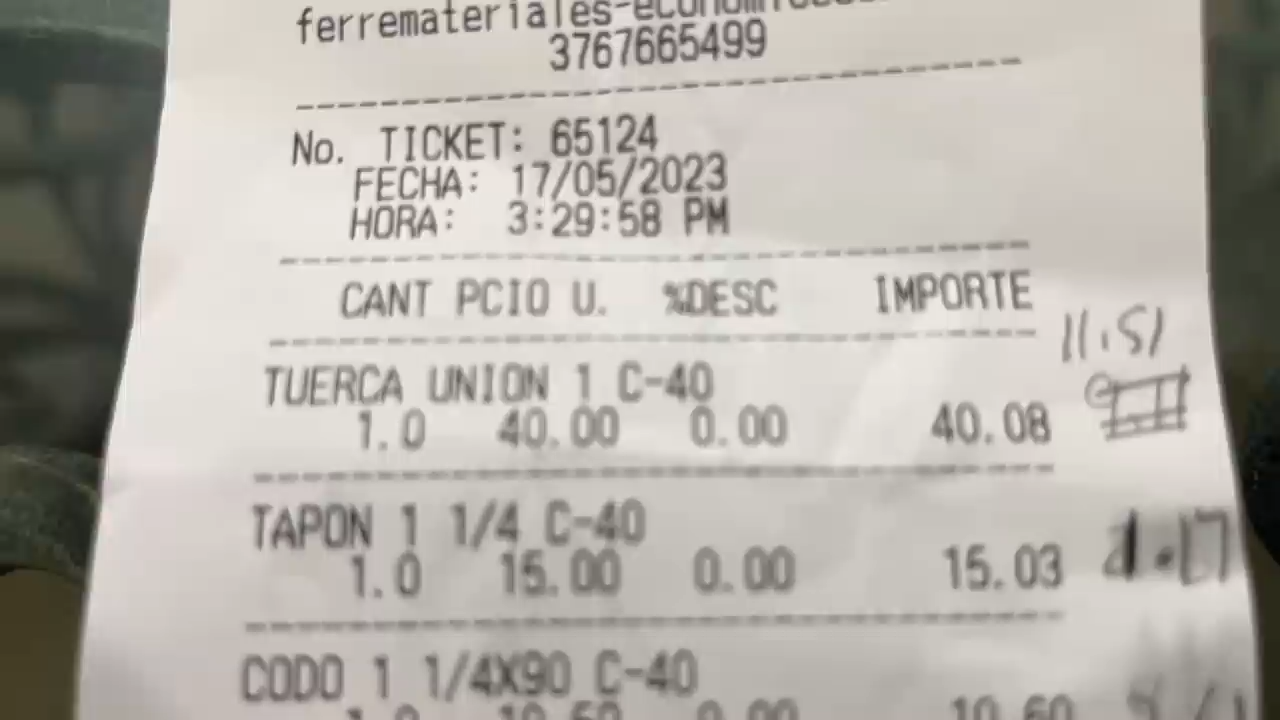 3767665499
No. TICKET: 65124
FECHA: 17/05/2023
HORA: 3:29:58 PM
CANT PCIO U. %DESC IMPORTE
11.51
TUERCA UNION 1 C-40
1.0 40.00 0.00 40.08
TAPON 1 1/4 C-40
1.0 15.00 0.00 15.03
CODO 1 1/4X90 C-40